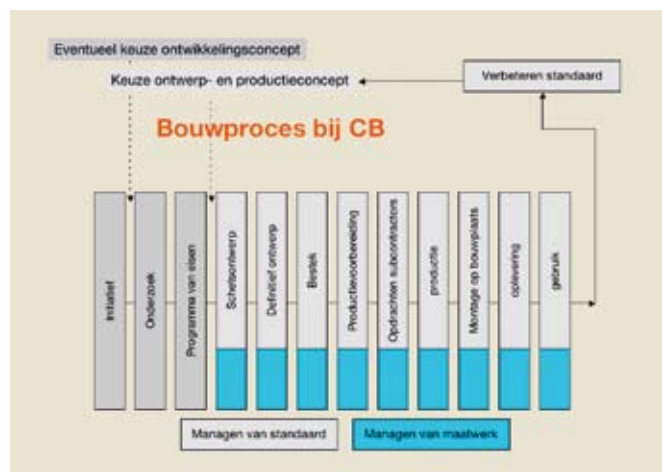 Eventueel keuze ontwikkelingsconcept
Keuze ontwerp- en productieconcept
Verbeteren standaard
Bouwproces bij CB
Initiatief
Onderzoek
Programma van eisen
Schetsontwerp
Definitief ontwerp
Bestek
Productievoorbereiding
Opdrachten subcontractors
productie
Montage op bouwplaats
oplevering
gebruik
Managen van standaard
Managen van maatwerk